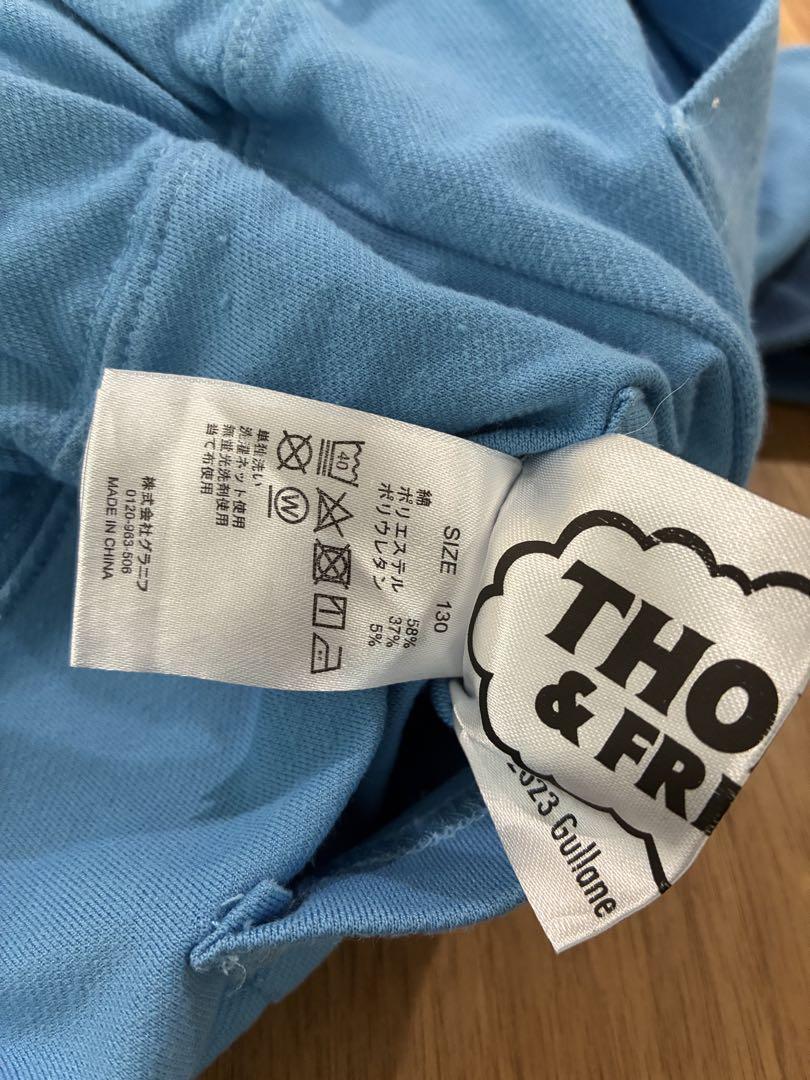 SIZE 130
綿 58%
ポリエステル 37%
ポリウレタン 5%
40
W
単独洗い
洗濯ネット使用
無蛍光洗剤使用
当て布使用
株式会社グラニフ
0120-963-506
MADE IN CHINA
THO
& FRI
2023 Gullane